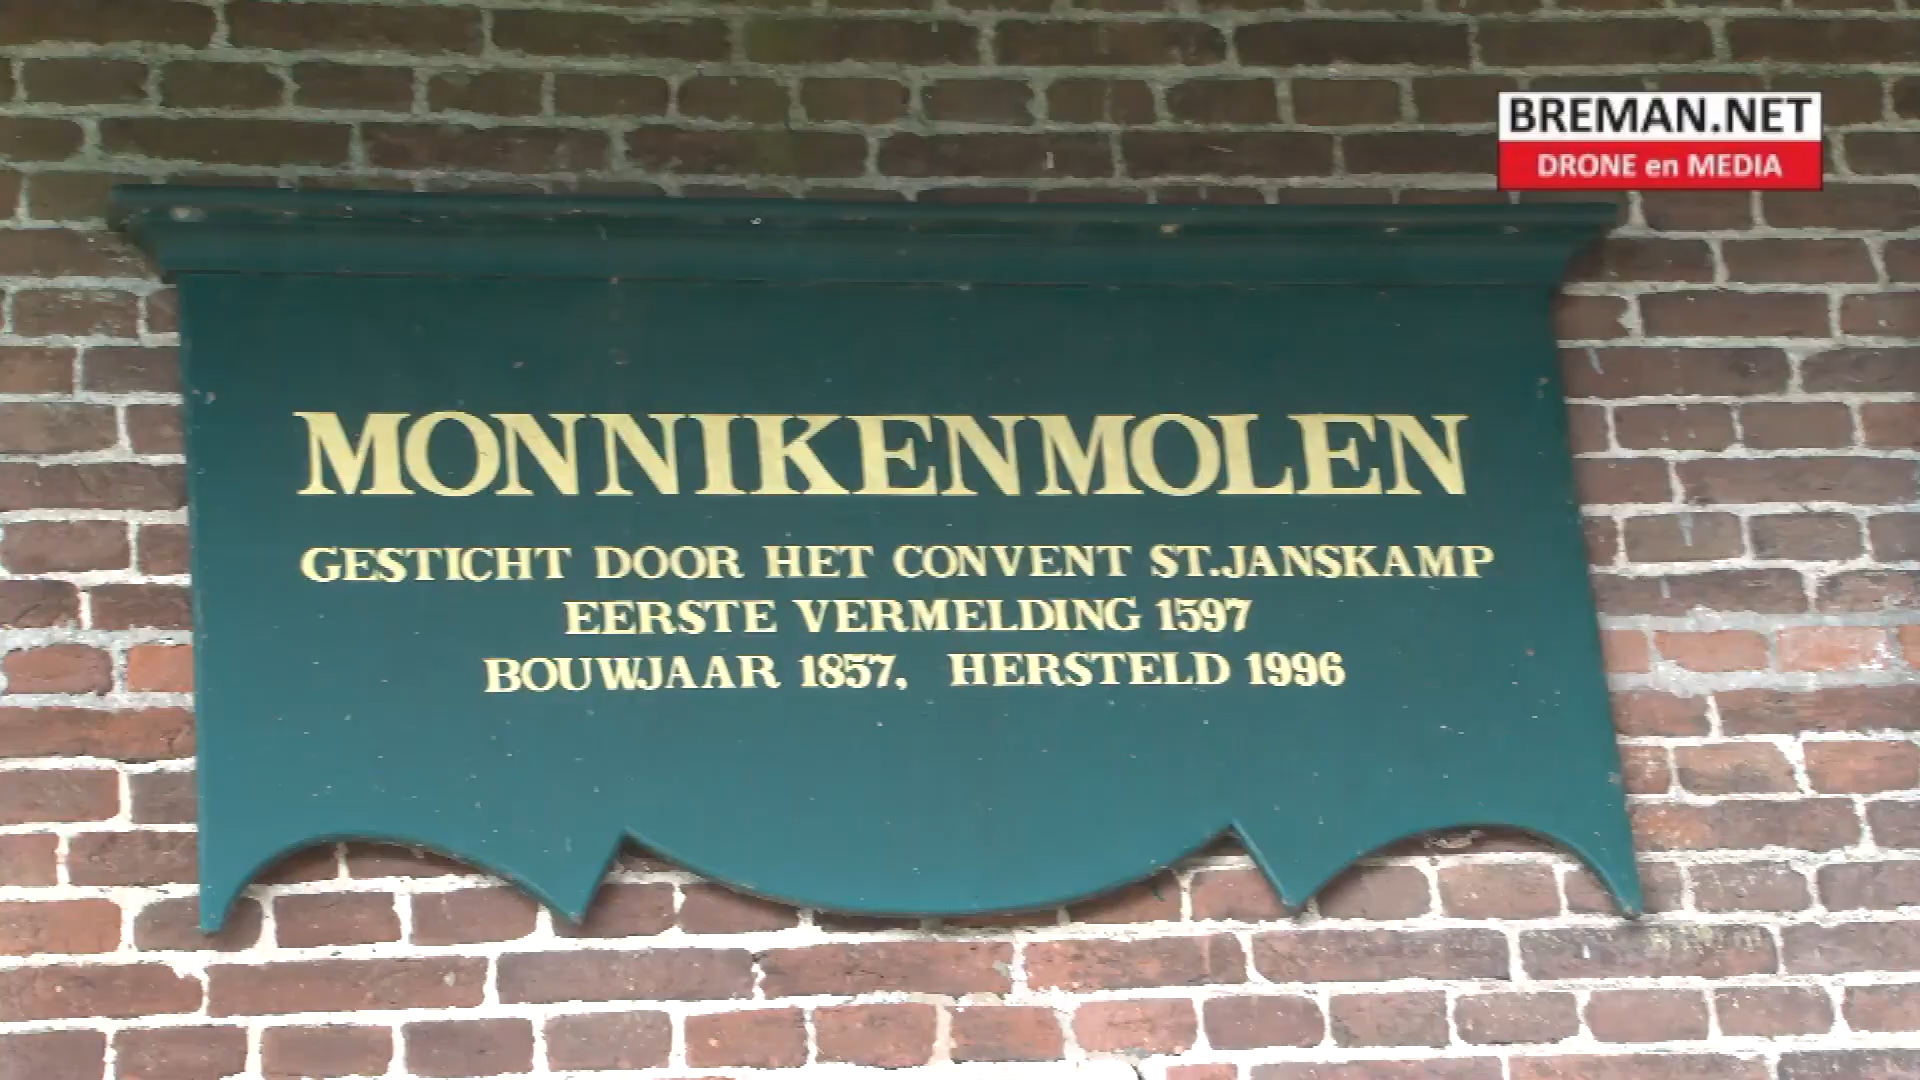 BREMAN.NET
DRONE en MEDIA
MONNIKENMOLEN
GESTICHT DOOR HET CONVENT ST.JANSKAMP
EERSTE VERMELDING 1597
BOUWJAAR 1857, HERSTELD 1996